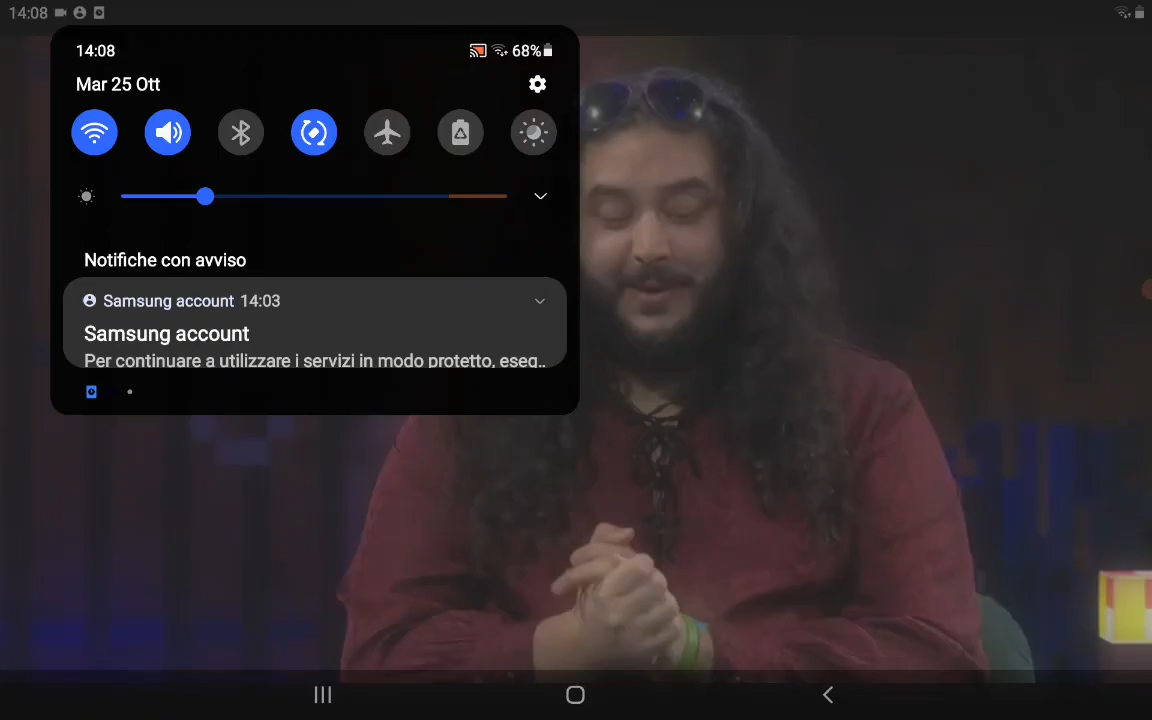 14:08
14:08
68%
Mar 25 Ott
Notifiche con avviso
Samsung account 14:03
Samsung account
Per continuare a utilizzare i servizi in modo protetto, eseg..